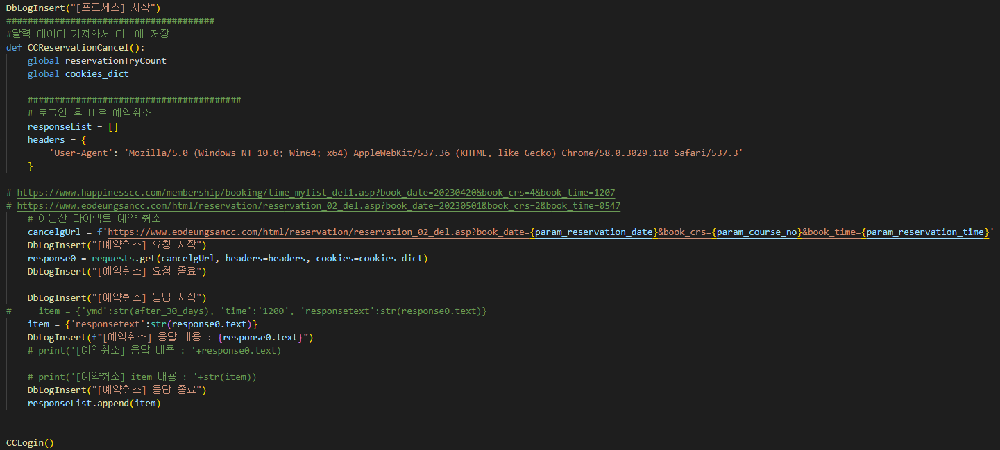 DbLogInsert("[프로세스] 시작")
#######################################
#달력 데이터 가져와서 디비에 저장
def CCReservationCancel():
    global reservationTryCount
    global cookies_dict
    ########################################
    # 로그인 후 바로 예약취소
    responseList = []
    headers = {
        'User-Agent': 'Mozilla/5.0 (Windows NT 10.0; Win64; x64) AppleWebKit/537.36 (KHTML, like Gecko) Chrome/58.0.3029.110 Safari/537.3'
    }
# https://www.happinesscc.com/membership/booking/time_mylist_del1.asp?book_date=20230420&book_crs=4&book_time=1207
# https://www.eodeungsancc.com/html/reservation/reservation_02_del.asp?book_date=20230501&book_crs=2&book_time=0547
    # 어등산 다이렉트 예약 취소
    cancelgUrl = f'https://www.eodeungsancc.com/html/reservation/reservation_02_del.asp?book_date={param_reservation_date}&book_crs={param_course_no}&book_time={param_reservation_time}'
    DbLogInsert("[예약취소] 요청 시작")
    response0 = requests.get(cancelgUrl, headers=headers, cookies=cookies_dict)
    DbLogInsert("[예약취소] 요청 종료")
    DbLogInsert("[예약취소] 응답 시작")
#     item = {'ymd':str(after_30_days), 'time':'1200', 'responsetext':str(response0.text)}
    item = {'responsetext':str(response0.text)}
    DbLogInsert(f"[예약취소] 응답 내용 : {response0.text}")
    # print('[예약취소] 응답 내용 : '+response0.text)
    # print('[예약취소] item 내용 : '+str(item))
    DbLogInsert("[예약취소] 응답 종료")
    responseList.append(item)
CCLogin()